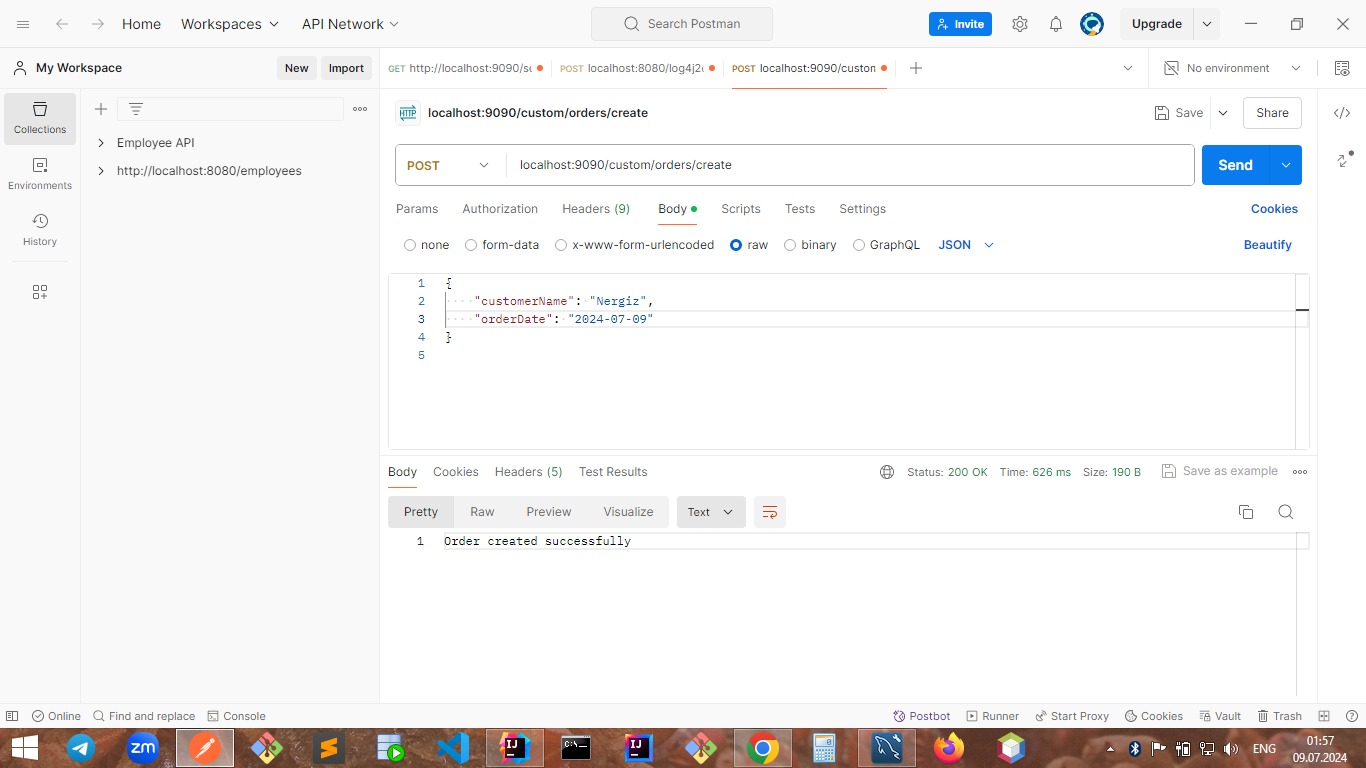 Home Workspaces API Network Search Postman Invite Upgrade
My Workspace New Import GET http://localhost:9090/s POST localhost:8080/log4j2 POST localhost:9090/custon No environment
Collections
Environments
History
Employee API
http://localhost:8080/employees
HTTP localhost:9090/custom/orders/create Save Share
POST localhost:9090/custom/orders/create Send
Params Authorization Headers (9) Body Scripts Tests Settings Cookies
none form-data x-www-form-urlencoded raw binary GraphQL JSON Beautify
1 {
2 "customerName": "Nergiz",
3 "orderDate": "2024-07-09"
4 }
5
Body Cookies Headers (5) Test Results Status: 200 OK Time: 626 ms Size: 190 B Save as example
Pretty Raw Preview Visualize Text
1 Order created successfully
Online Find and replace Console Postbot Runner Start Proxy Cookies Vault Trash
zm IJ C:\_ IJ ENG 01:57
09.07.2024